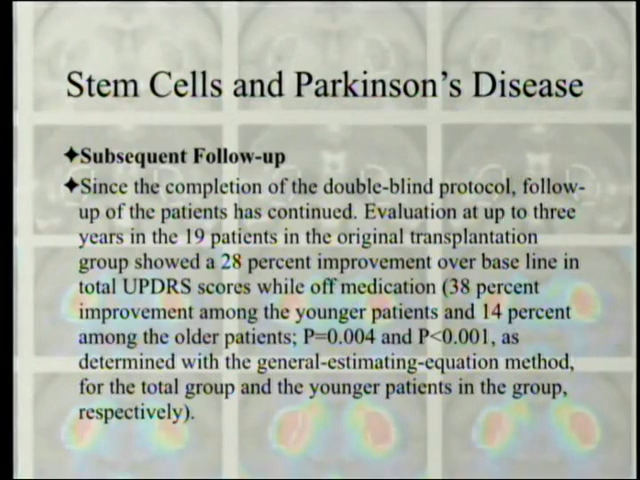 Stem Cells and Parkinson's Disease
✦Subsequent Follow-up
✦Since the completion of the double-blind protocol, follow-
up of the patients has continued. Evaluation at up to three
years in the 19 patients in the original transplantation
group showed a 28 percent improvement over base line in
total UPDRS scores while off medication (38 percent
improvement among the younger patients and 14 percent
among the older patients; P=0.004 and P<0.001, as
determined with the general-estimating-equation method,
for the total group and the younger patients in the group,
respectively).